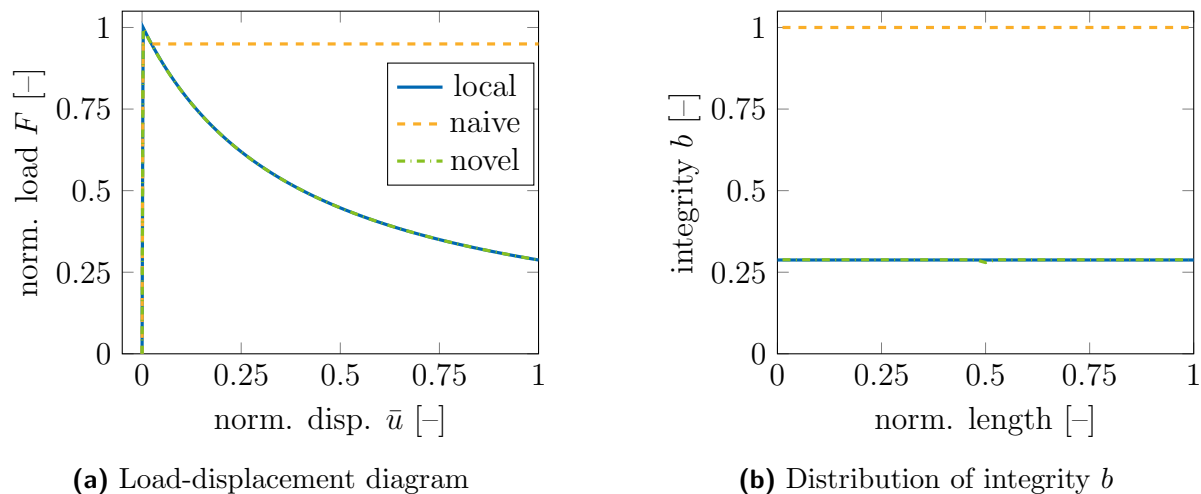 1
0.75
0.5
0.25
0
norm. load F [–]
local
naive
novel
0 0.25 0.5 0.75 1
norm. disp. ū [–]
(a) Load-displacement diagram
1
0.75
0.5
0.25
0
integrity b [–]
0 0.25 0.5 0.75 1
norm. length [–]
(b) Distribution of integrity b